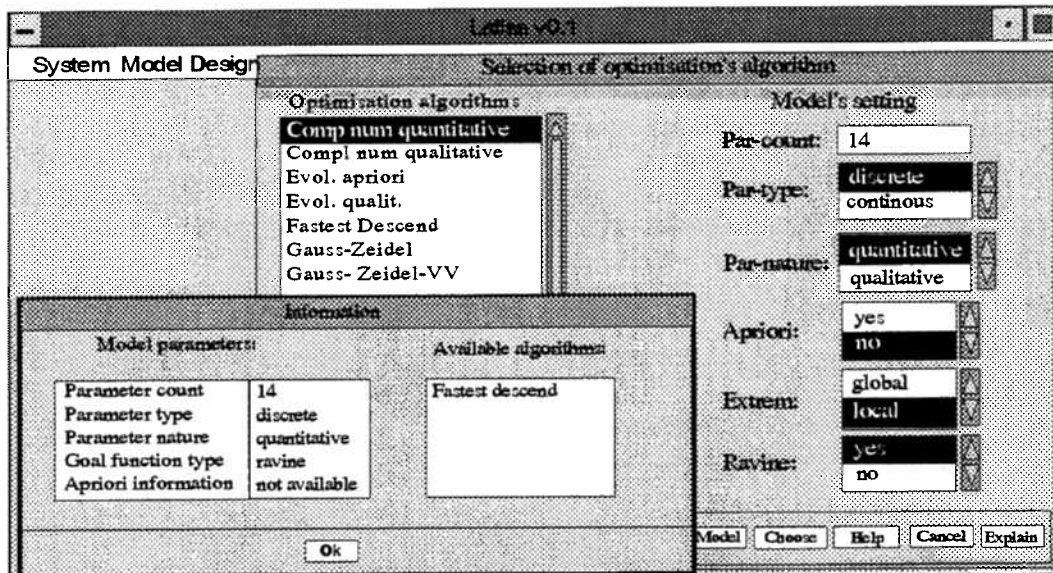 v0.1
System Model Design
Selection of optimisation's algorithm
Optimisation algorithms
Comp num quantitative
Compl num qualitative
Evol. apriori
Evol. qualit.
Fastest Descend
Gauss-Zeidel
Gauss- Zeidel-VV
Model's setting
Par-count: 14
Par-type: discrete
continous
Par-nature: quantitative
qualitative
Apriori: yes
no
Extrem: global
local
Ravine: yes
no
Information
Model parameters:
Parameter count 14
Parameter type discrete
Parameter nature quantitative
Goal function type ravine
Apriori information not available
Available algorithms:
Fastest descend
Ok
Model Choose Help Cancel Explain